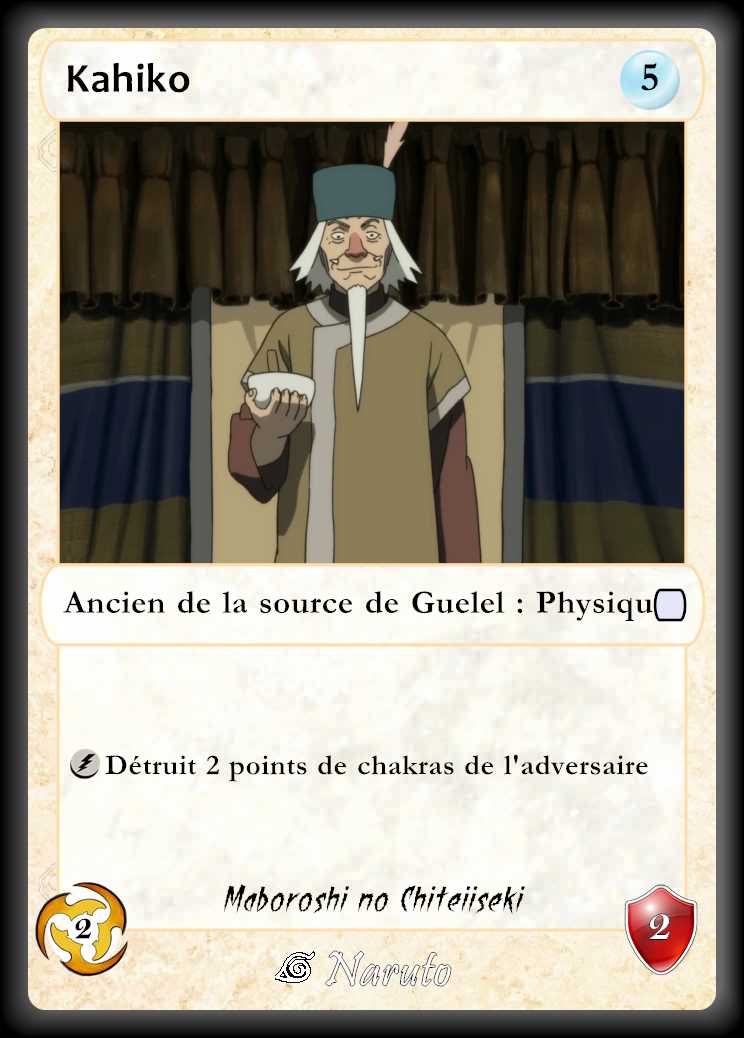 Kahiko
5
Ancien de la source de Guelel : Physiqu
Détruit 2 points de chakras de l'adversaire
Maboroshi no Chiteiiseki
2
2
Naruto